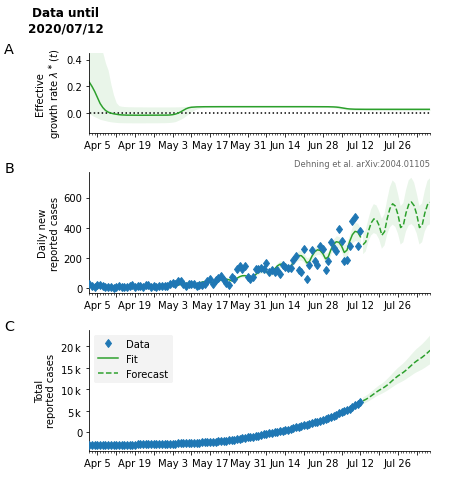 Data until
2020/07/12
A
Effective
growth rate λ * (t)
0.4
0.2
0.0
Apr 5 Apr 19 May 3 May 17 May 31 Jun 14 Jun 28 Jul 12 Jul 26
Dehning et al. arXiv:2004.01105
B
Daily new
reported cases
600
400
200
0
Apr 5 Apr 19 May 3 May 17 May 31 Jun 14 Jun 28 Jul 12 Jul 26
C
Total
reported cases
20 k
15 k
10 k
5 k
0
Data
Fit
Forecast
Apr 5 Apr 19 May 3 May 17 May 31 Jun 14 Jun 28 Jul 12 Jul 26